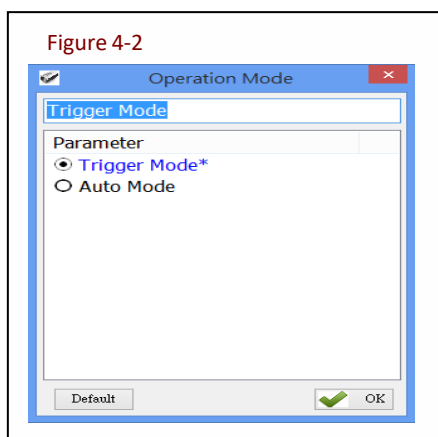 Figure 4-2
Operation Mode
Trigger Mode
Parameter
Trigger Mode*
Auto Mode
Default OK